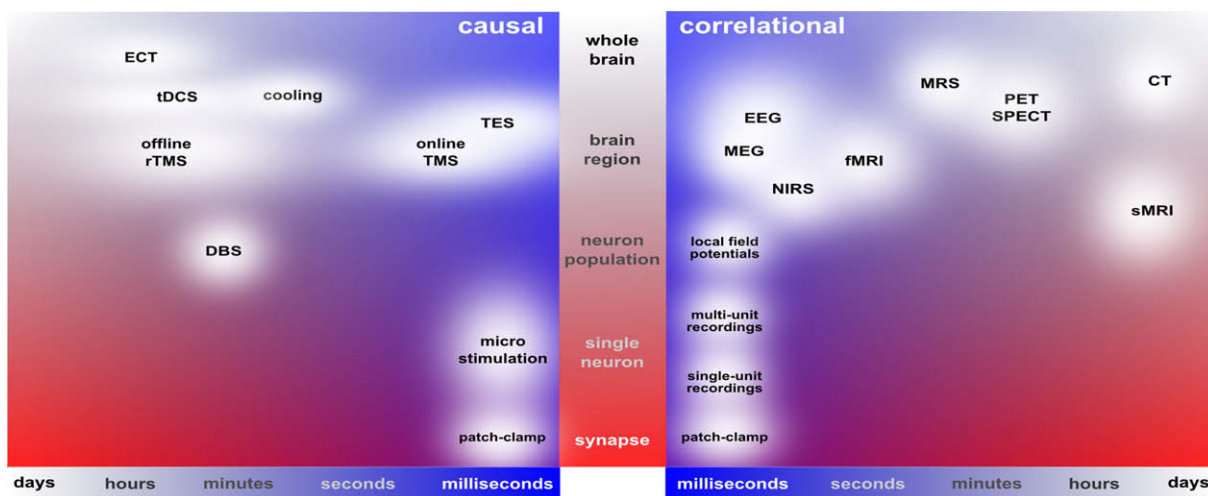 causal
ECT
tDCS
cooling
TES
offline
rTMS
online
TMS
DBS
micro
stimulation
patch-clamp
whole
brain
brain
region
neuron
population
single
neuron
synapse
correlational
MRS
CT
PET
SPECT
EEG
MEG
fMRI
NIRS
sMRI
local field
potentials
multi-unit
recordings
single-unit
recordings
patch-clamp
days hours minutes seconds milliseconds
milliseconds seconds minutes hours days